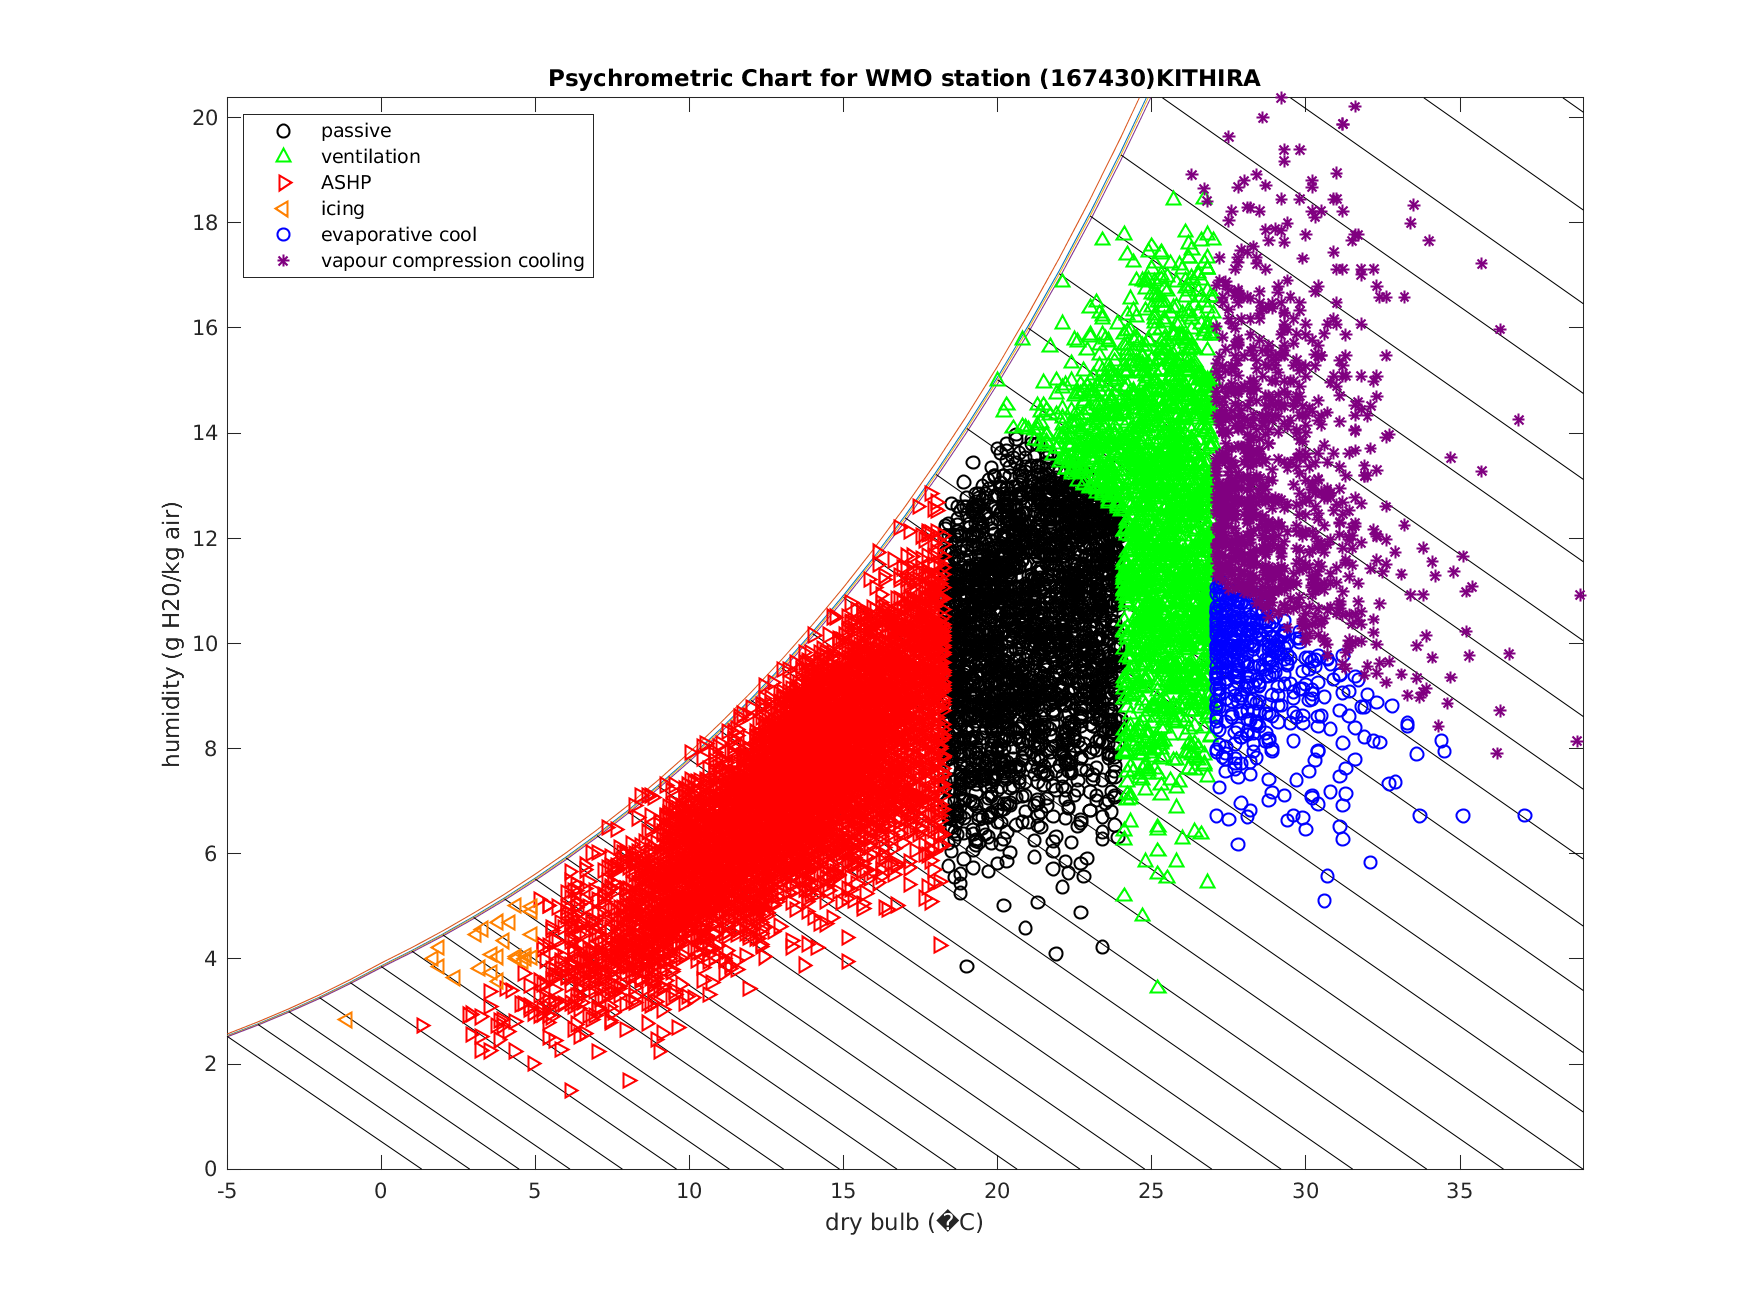 Psychrometric Chart for WMO station (167430)KITHIRA
passive
ventilation
ASHP
icing
evaporative cool
vapour compression cooling
humidity (g H20/kg air)
20
18
16
14
12
10
8
6
4
2
0
-5 0 5 10 15 20 25 30 35
dry bulb (�C)